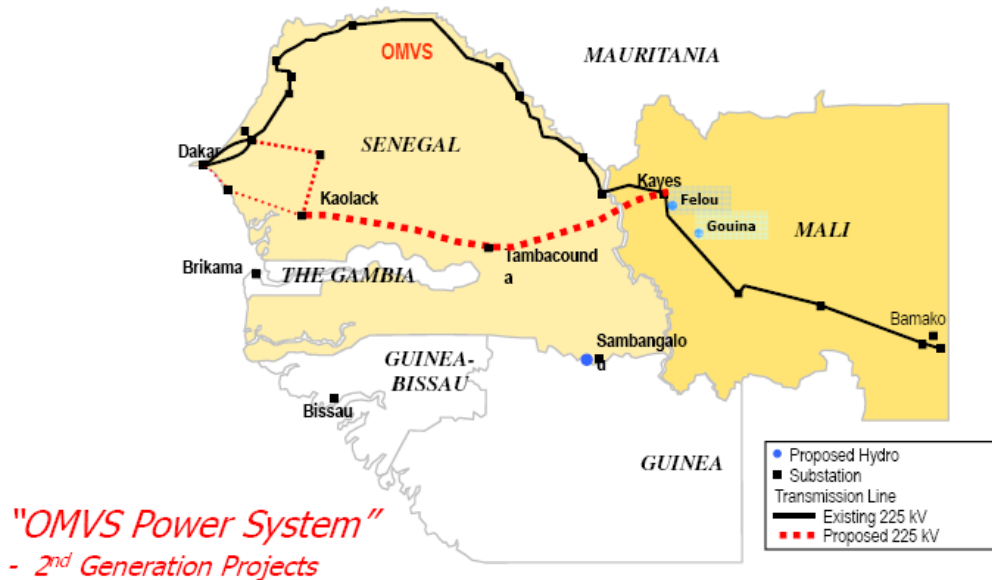 OMVS
MAURITANIA
SENEGAL
Dakar
Kaolack
Kayes
Felou
Gouina
MALI
Tambacound
a
Brikama
THE GAMBIA
Bamako
Sambangalo
u
GUINEA-
BISSAU
Bissau
GUINEA
Proposed Hydro
Substation
Transmission Line
Existing 225 kV
Proposed 225 kV
"OMVS Power System"
- 2nd Generation Projects